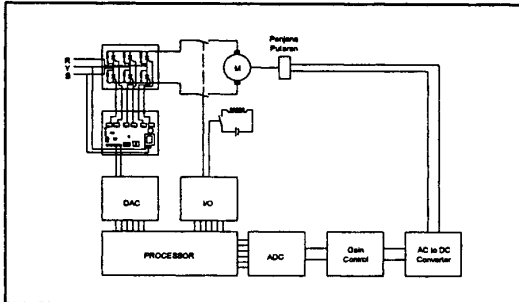 Penjana
Putaran
R
Y
B
M
DAC
I/O
PROCESSOR
ADC
Gain
Control
AC to DC
Converter